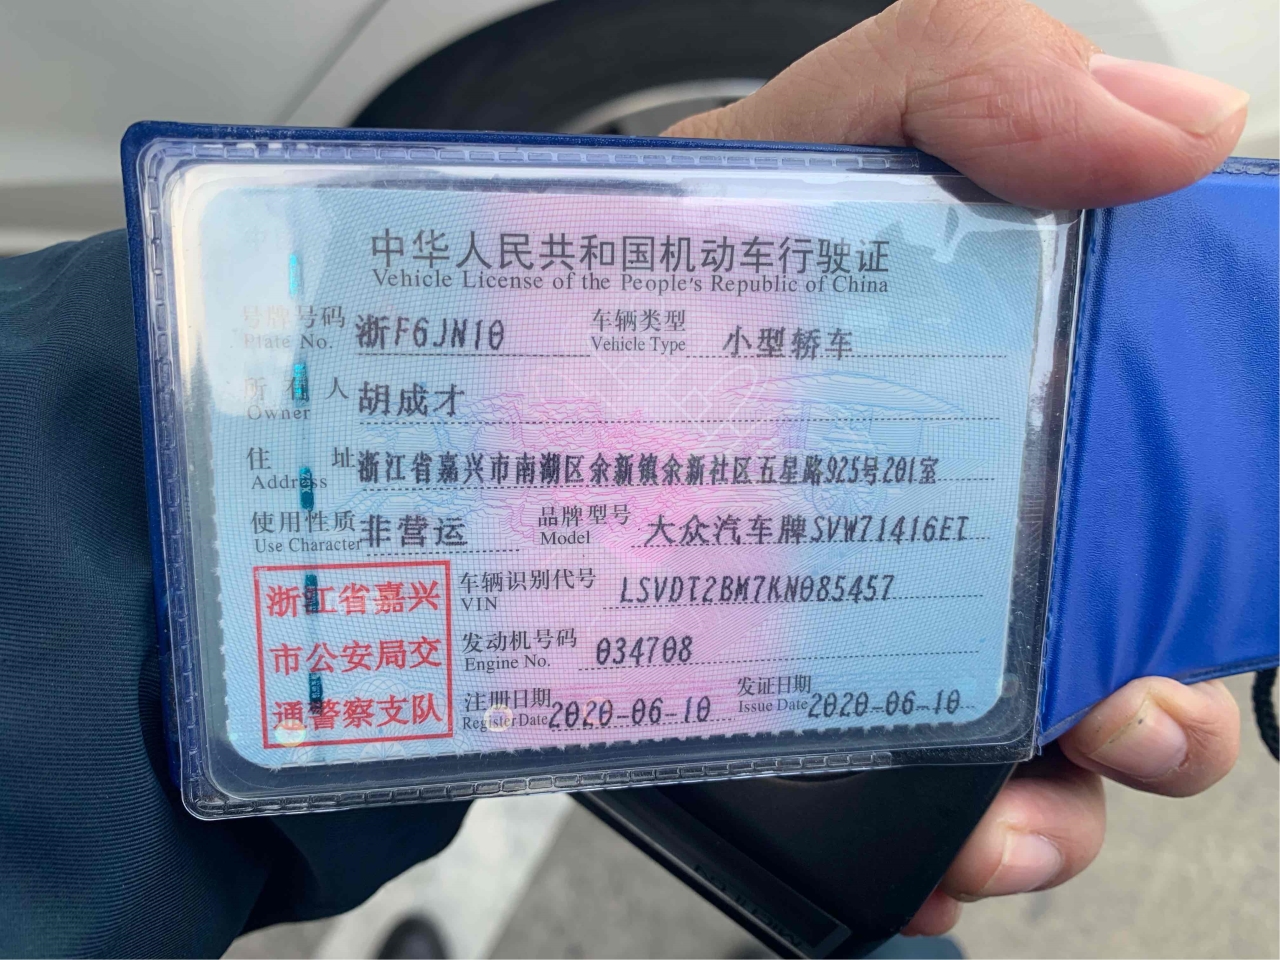 中华人民共和国机动车行驶证
Vehicle License of the People's Republic of China
号牌号码 浙F6JN10 车辆类型 小型轿车
Plate No. Vehicle Type
所有人 胡成才
Owner
住址 浙江省嘉兴市南湖区余新镇余新社区五星路925号201室
Address
使用性质 非营运 品牌型号 大众汽车牌SVW71416EI
Use Character Model
车辆识别代号 LSVDT2BM7KN085457
VIN
发动机号码 034708
Engine No.
注册日期 2020-06-10 发证日期 2020-06-10
Register Date Issue Date
浙江省嘉兴
市公安局交
通警察支队